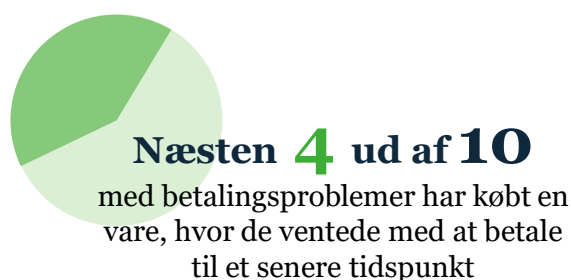 Næsten 4 ud af 10
med betalingsproblemer har købt en
vare, hvor de ventede med at betale
til et senere tidspunkt